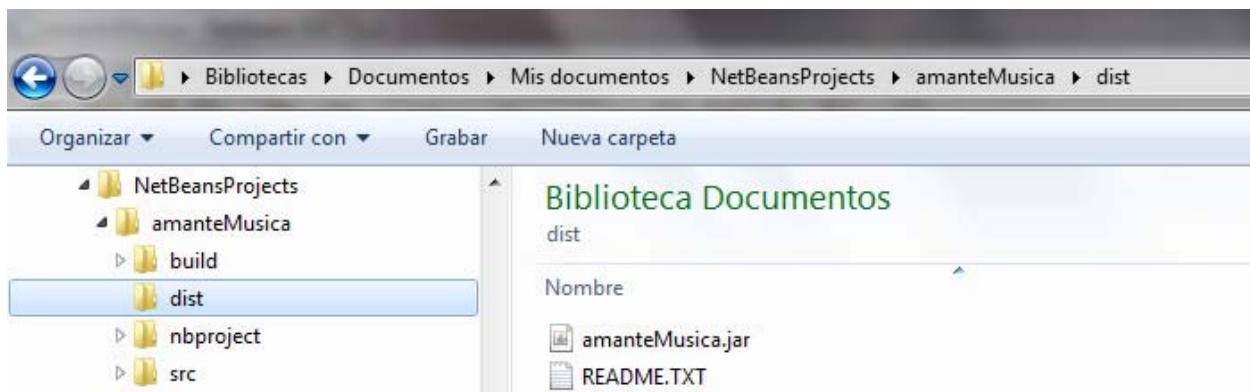 Bibliotecas Documentos Mis documentos NetBeansProjects amanteMusica dist
Organizar Compartir con Grabar Nueva carpeta
NetBeansProjects
amanteMusica
build
dist
nbproject
src
Biblioteca Documentos
dist
Nombre
amanteMusica.jar
README.TXT